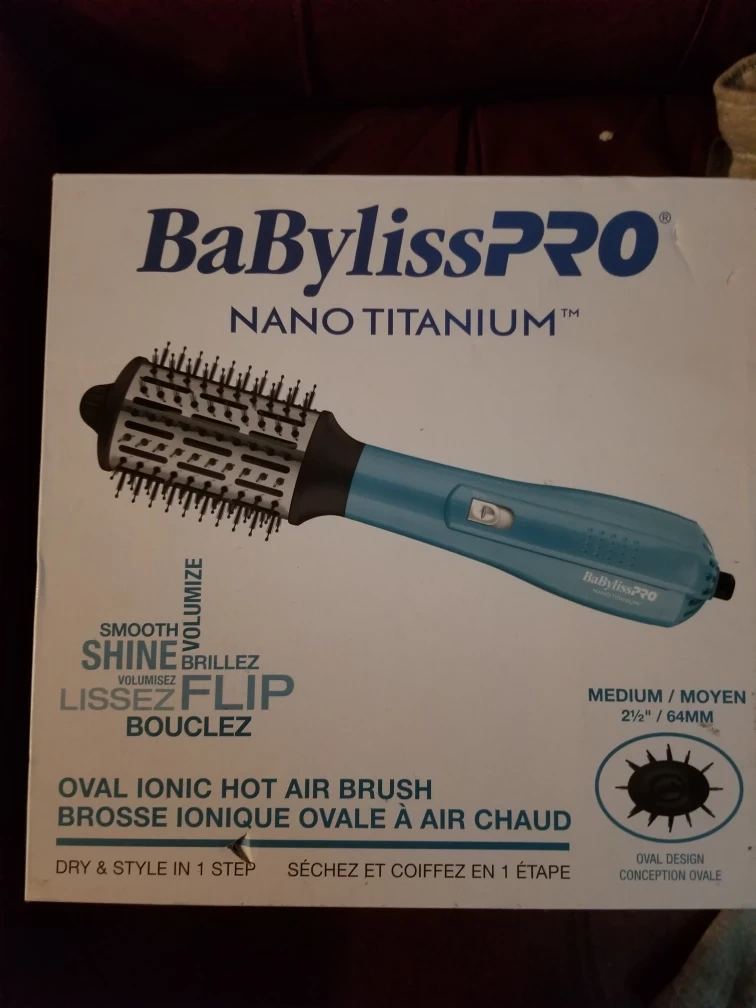 BaBylissPRO®
NANO TITANIUM™
BaBylissPRO
NANO TITANIUM
VOLUMIZE
SMOOTH
SHINE
BRILLEZ
VOLUMISEZ
LISSEZ
FLIP
BOUCLEZ
MEDIUM / MOYEN
2½" / 64MM
OVAL IONIC HOT AIR BRUSH
BROSSE IONIQUE OVALE À AIR CHAUD
DRY & STYLE IN 1 STEP SÉCHEZ ET COIFFEZ EN 1 ÉTAPE
OVAL DESIGN
CONCEPTION OVALE